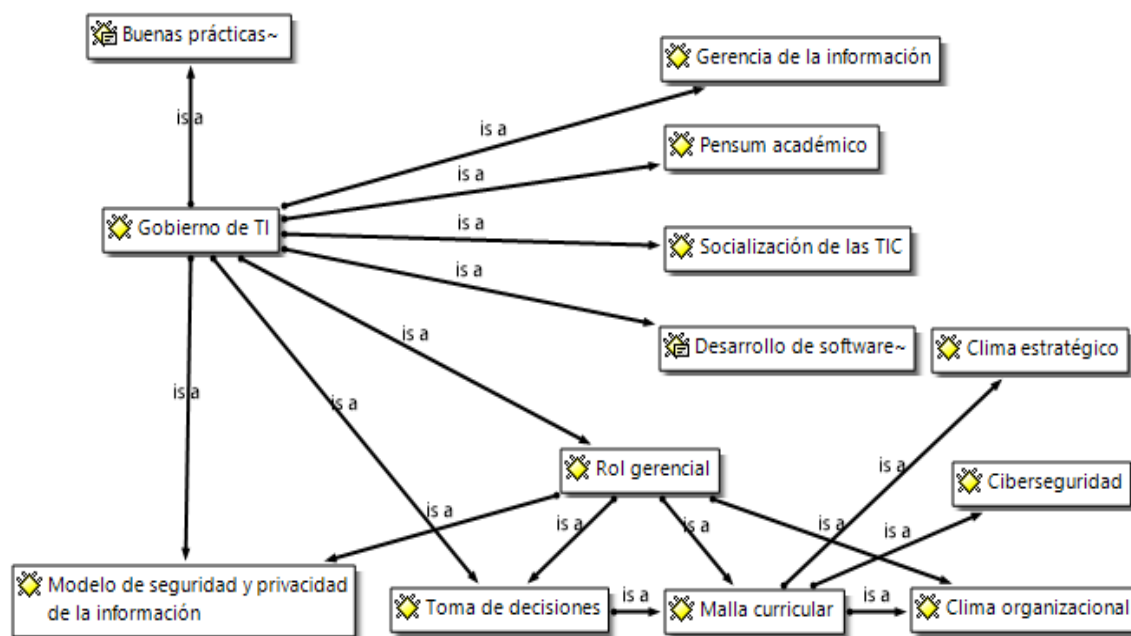 Buenas prácticas~
is a
Gerencia de la información
is a
Pensum académico
is a
Gobierno de TI
is a
Socialización de las TIC
is a
Desarrollo de software~
Clima estratégico
is a
is a
is a
Rol gerencial
is a
Ciberseguridad
is a
is a
is a
is a
is a
Modelo de seguridad y privacidad
de la información
Toma de decisiones
is a
Malla curricular
is a
Clima organizacional